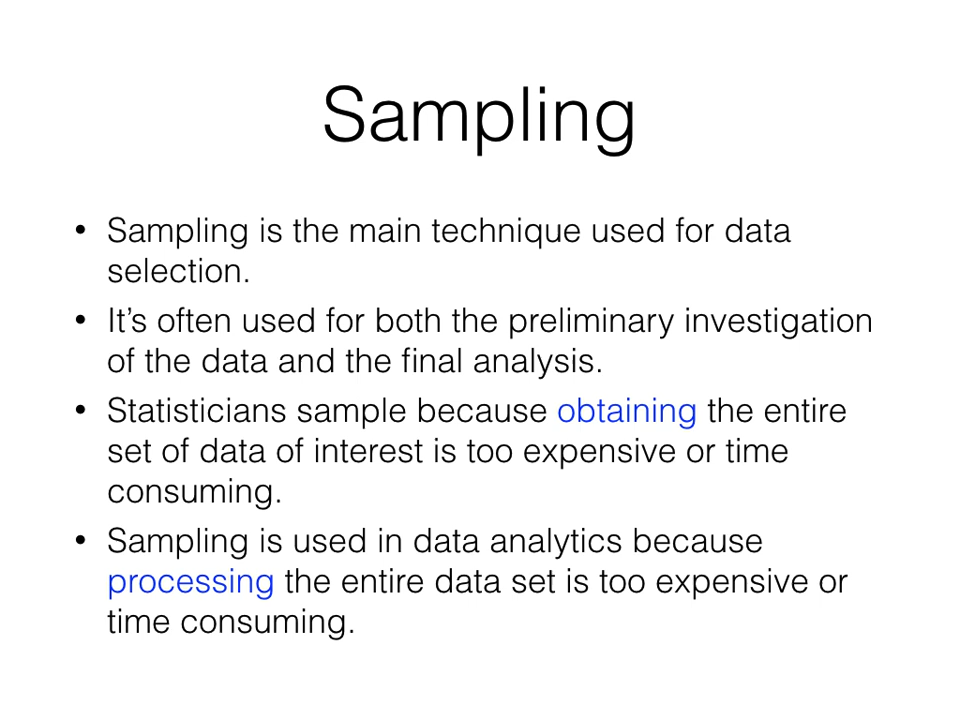 Sampling
• Sampling is the main technique used for data
selection.
• It’s often used for both the preliminary investigation
of the data and the final analysis.
• Statisticians sample because obtaining the entire
set of data of interest is too expensive or time
consuming.
• Sampling is used in data analytics because
processing the entire data set is too expensive or
time consuming.